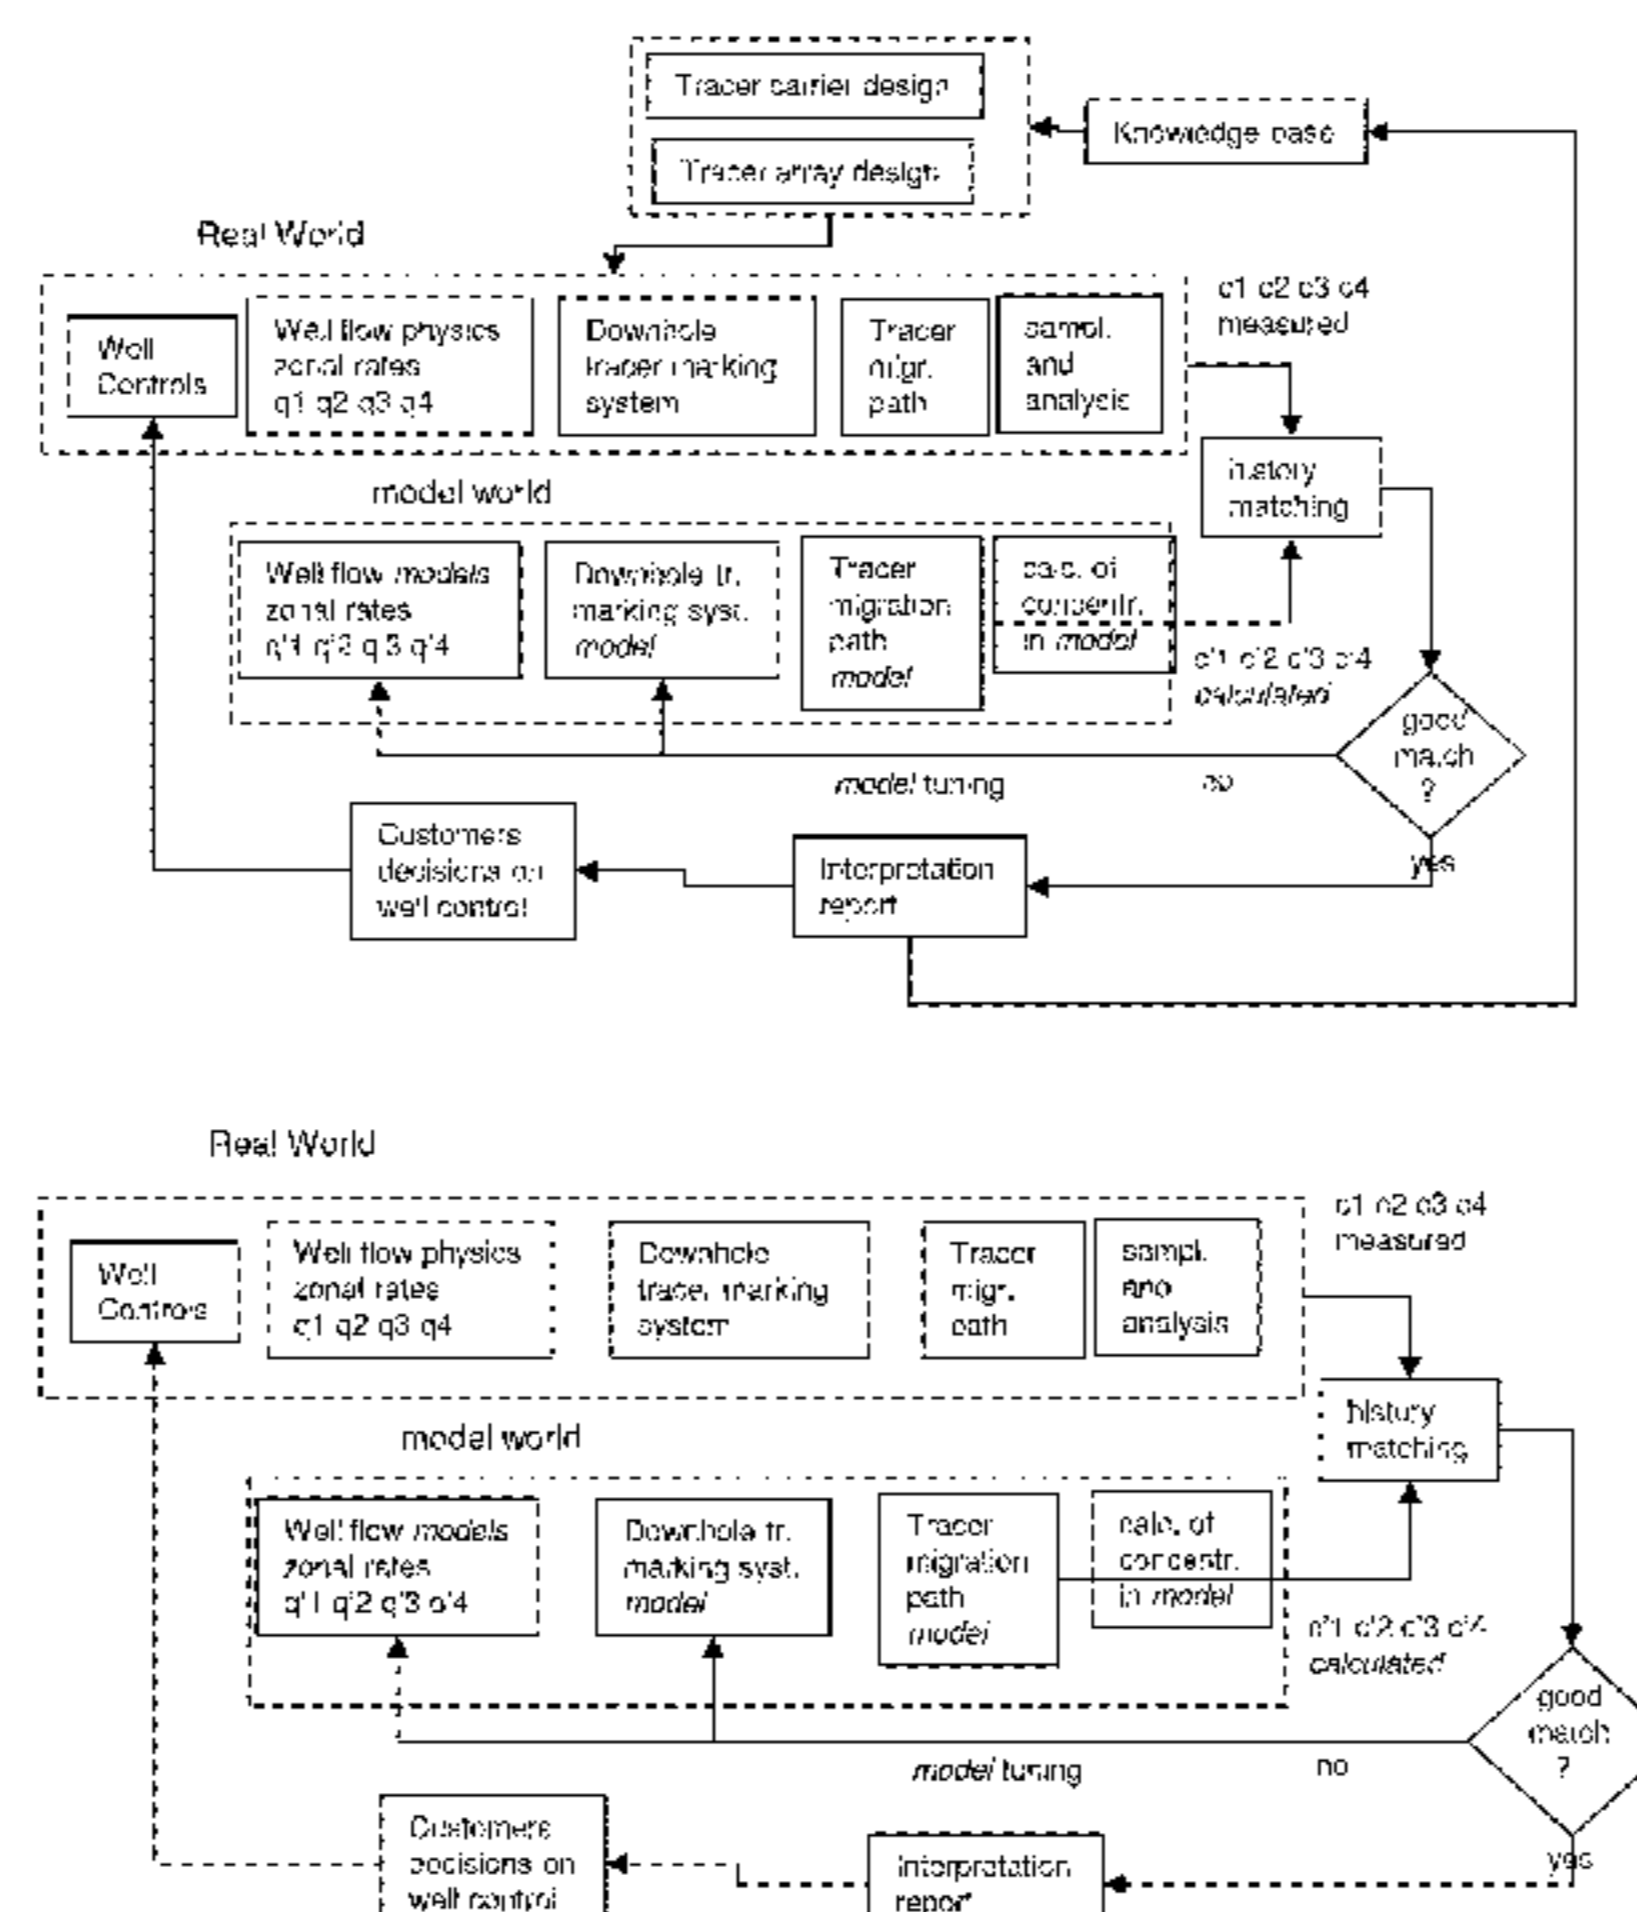 Tracer carrier design
Knowledge base
Tracer array design
Real World
c1 c2 c3 c4
measured
Well
Controls
Well flow physics
zonal rates
q1 q2 q3 q4
Downhole
tracer marking
system
Tracer
migr.
path
sampl.
and
analysis
history
matching
model world
Well flow models
zonal rates
q'1 q'2 q'3 q'4
Downhole tr.
marking syst.
model
Tracer
migration
path
model
calc. of
concentr.
in model
c'1 c'2 c'3 c'4
calculated
good
match
?
model tuning
no
yes
Customers
decisions on
well control
Interpretation
report
Real World
c1 c2 c3 c4
measured
Well
Controls
Well flow physics
zonal rates
q1 q2 q3 q4
Downhole
tracer marking
system
Tracer
migr.
path
sampl.
and
analysis
history
matching
model world
Well flow models
zonal rates
q'1 q'2 q'3 q'4
Downhole tr.
marking syst.
model
Tracer
migration
path
model
calc. of
concentr.
in model
c'1 c'2 c'3 c'4
calculated
good
match
?
model tuning
no
yes
Customers
decisions on
well control
Interpretation
report